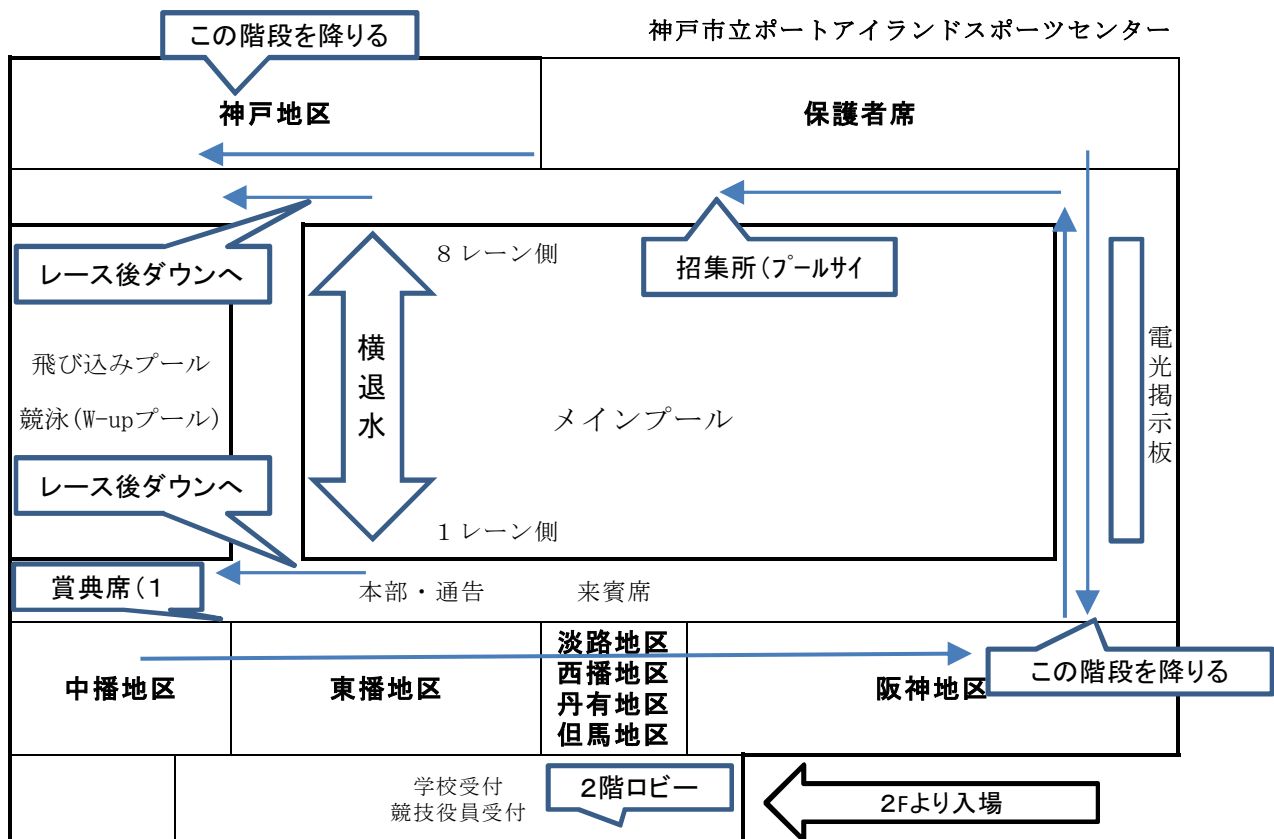 この階段を降りる
神戸市立ポートアイランドスポーツセンター
神戸地区
保護者席
レース後ダウンへ
８レーン側
招集所(プールサイ
横退水
電光掲示板
飛び込みプール
競泳(W-upプール)
メインプール
レース後ダウンへ
１レーン側
賞典席(１
本部・通告
来賓席
中播地区
東播地区
淡路地区
西播地区
丹有地区
但馬地区
阪神地区
この階段を降りる
学校受付
競技役員受付
２階ロビー
２Fより入場